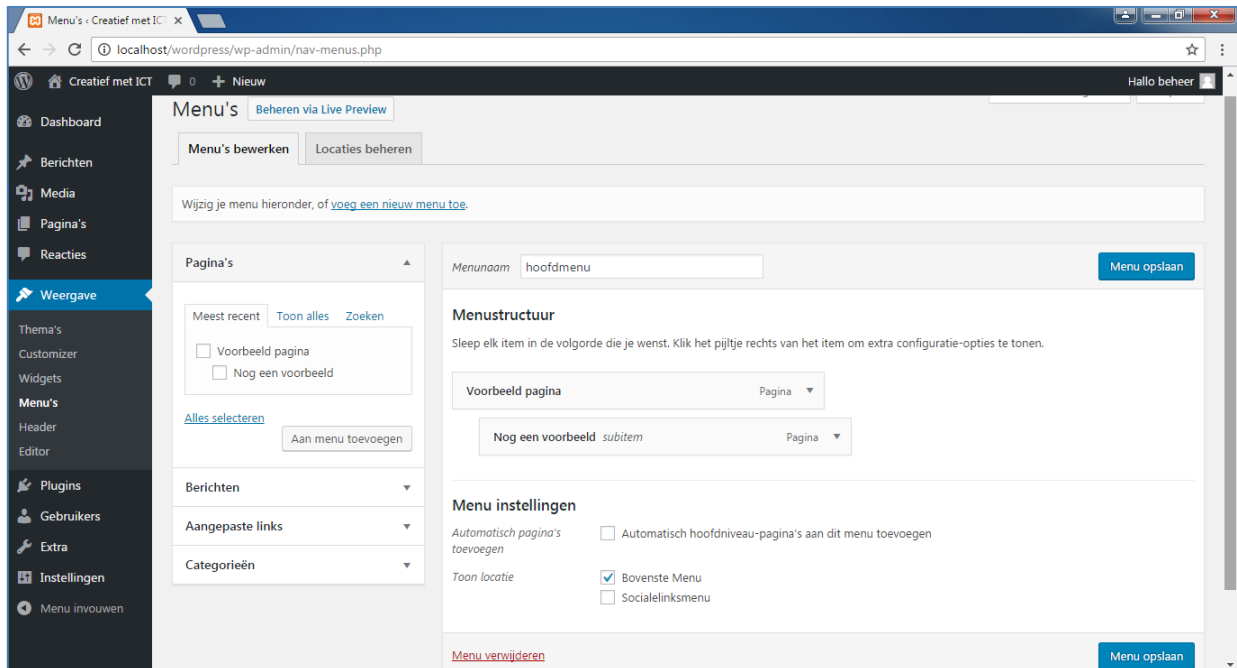 Menu's ‹ Creatief met IC
localhost/wordpress/wp-admin/nav-menus.php
Creatief met ICT 0 Nieuw Hallo beheer
Dashboard
Berichten
Media
Pagina's
Reacties
Weergave
Thema's
Customizer
Widgets
Menu's
Header
Editor
Plugins
Gebruikers
Extra
Instellingen
Menu invouwen
Menu's Beheren via Live Preview
Menu's bewerken Locaties beheren
Wijzig je menu hieronder, of voeg een nieuw menu toe.
Pagina's
Meest recent Toon alles Zoeken
Voorbeeld pagina
Nog een voorbeeld
Alles selecteren
Aan menu toevoegen
Berichten
Aangepaste links
Categorieën
Menunaam hoofdmenu Menu opslaan
Menustructuur
Sleep elk item in de volgorde die je wenst. Klik het pijltje rechts van het item om extra configuratie-opties te tonen.
Voorbeeld pagina Pagina
Nog een voorbeeld subitem Pagina
Menu instellingen
Automatisch pagina's
toevoegen
Automatisch hoofdniveau-pagina's aan dit menu toevoegen
Toon locatie Bovenste Menu
Socialelinksmenu
Menu verwijderen Menu opslaan